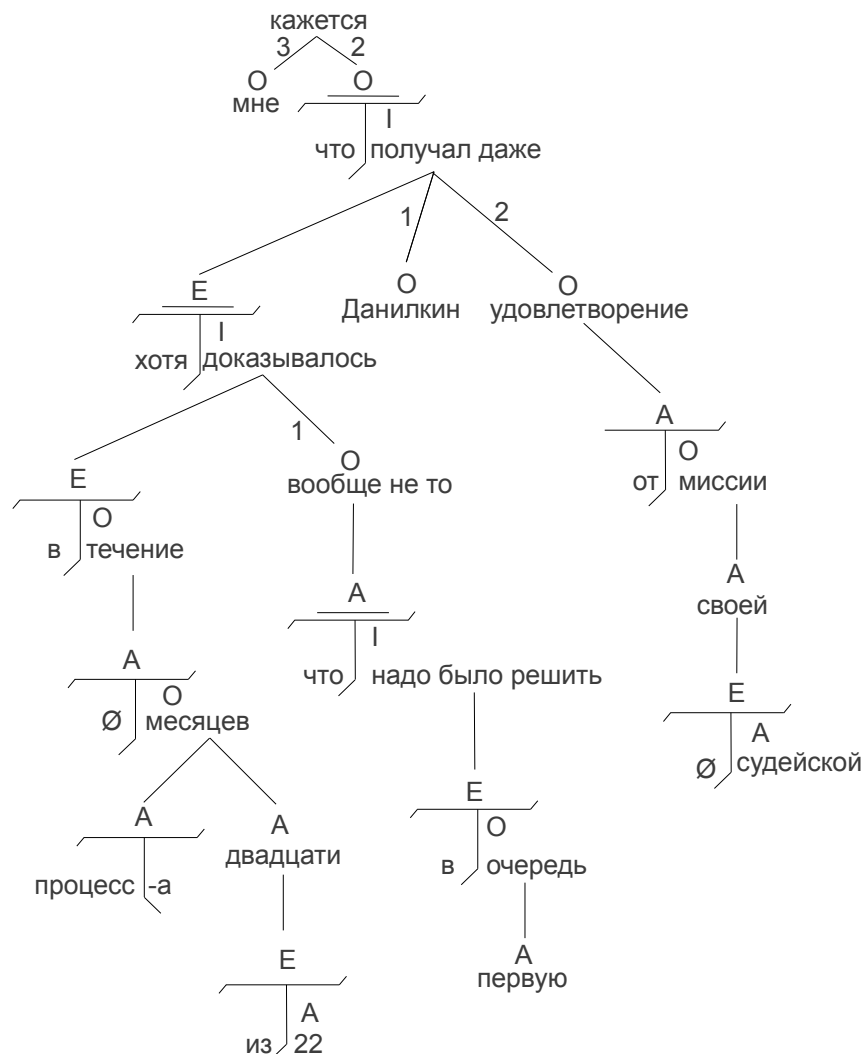 кажется
3 2
О О
мне
I
что получал даже
1 2
Е О О
Данилкин удовлетворение
I
хотя доказывалось
1
А
Е О О
вообще не то от миссии
О
в течение
А А
своей
I
А что надо было решить
О Е
Ø месяцев А
Е Ø судейской
А А О
двадцати в очередь
процесс -а
Е А
первую
А
из 22